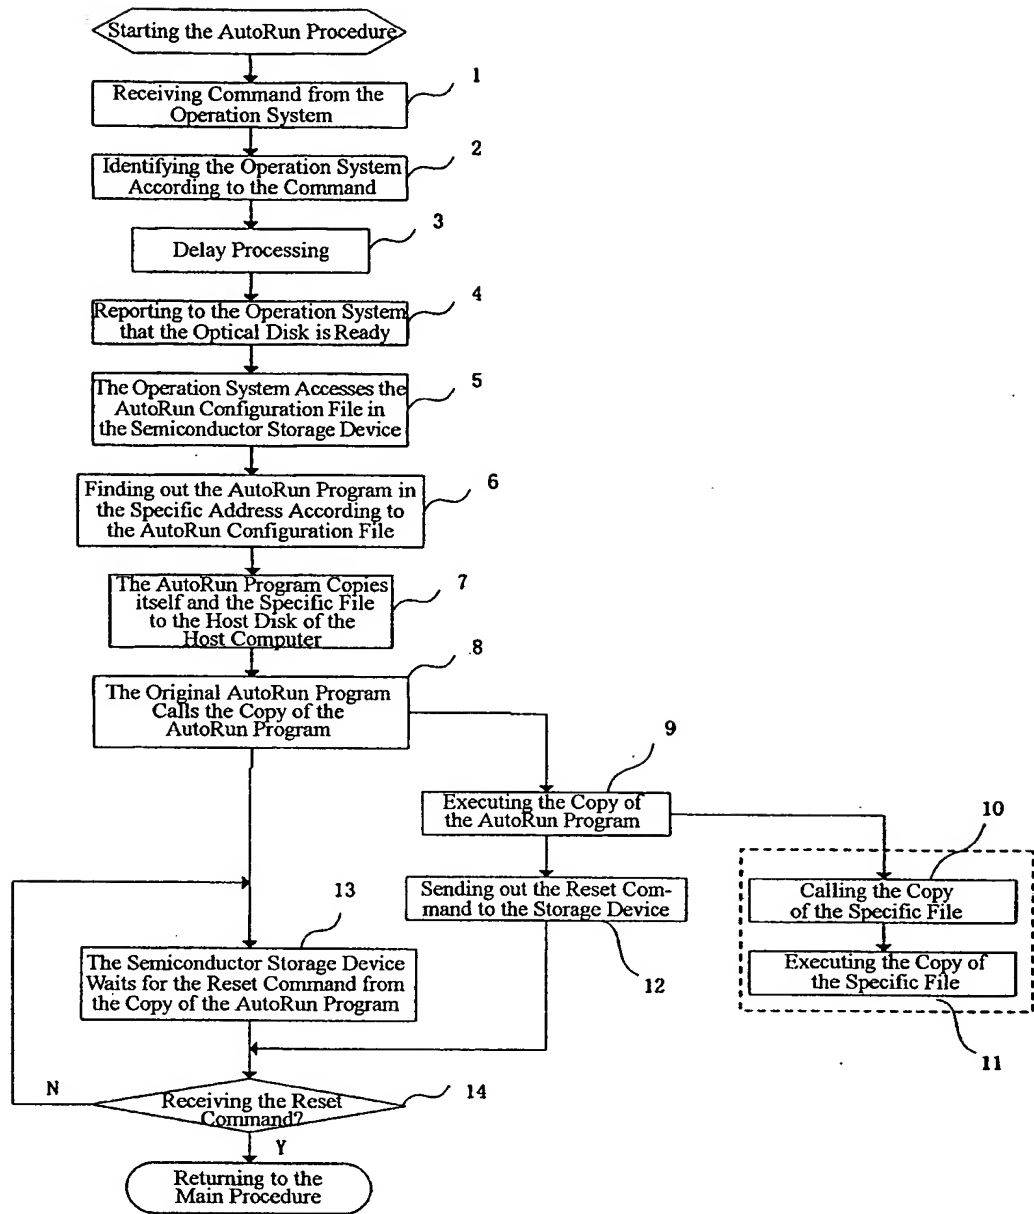 Starting the AutoRun Procedure
1
Receiving Command from the
Operation System
2
Identifying the Operation System
According to the Command
3
Delay Processing
4
Reporting to the Operation System
that the Optical Disk is Ready
5
The Operation System Accesses the
AutoRun Configuration File in
the Semiconductor Storage Device
6
Finding out the AutoRun Program in
the Specific Address According to
the AutoRun Configuration File
7
The AutoRun Program Copies
itself and the Specific File
to the Host Disk of the
Host Computer
8
The Original AutoRun Program
Calls the Copy of the
AutoRun Program
9
Executing the Copy of
the AutoRun Program
10
Calling the Copy
of the Specific File
Executing the Copy of
the Specific File
11
Sending out the Reset Com-
mand to the Storage Device
12
13
The Semiconductor Storage Device
Waits for the Reset Command from
the Copy of the AutoRun Program
N
Receiving the Reset
Command?
14
Y
Returning to the
Main Procedure